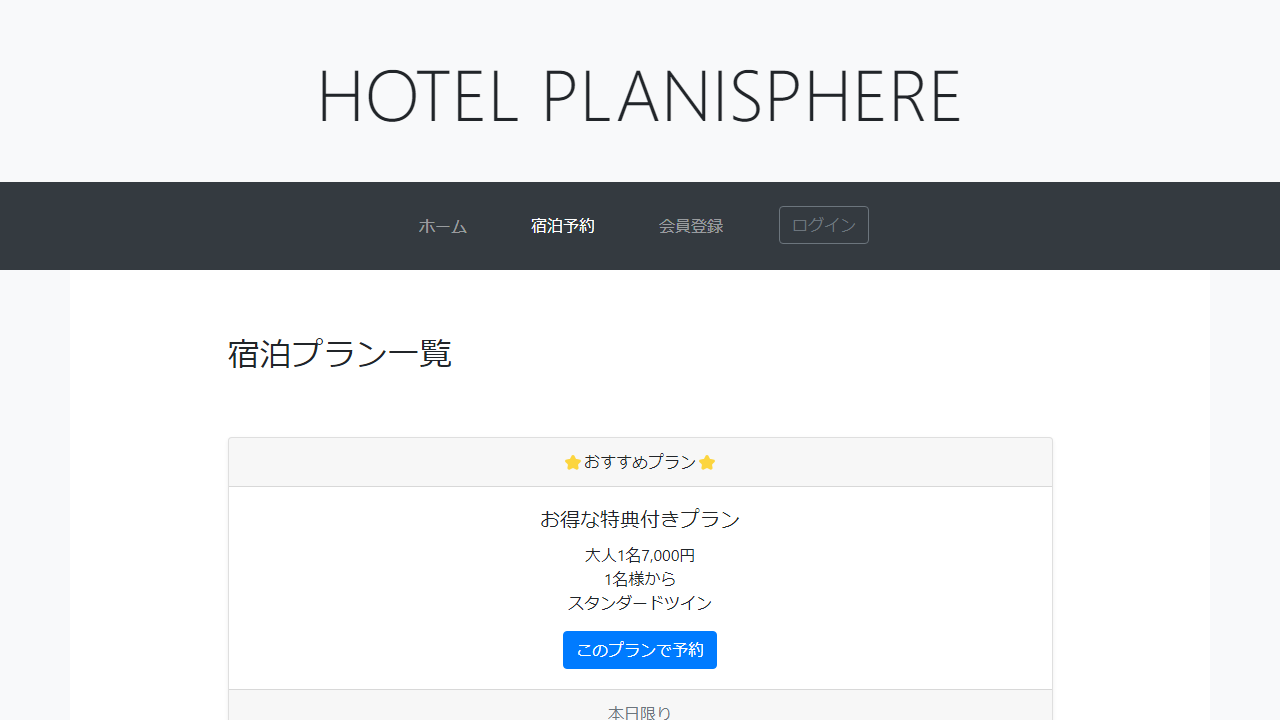 HOTEL PLANISPHERE
ホーム 宿泊予約 会員登録 ログイン
宿泊プラン一覧
⭐おすすめプラン⭐
お得な特典付きプラン
大人1名7,000円
1名様から
スタンダードツイン
このプランで予約
本日限り